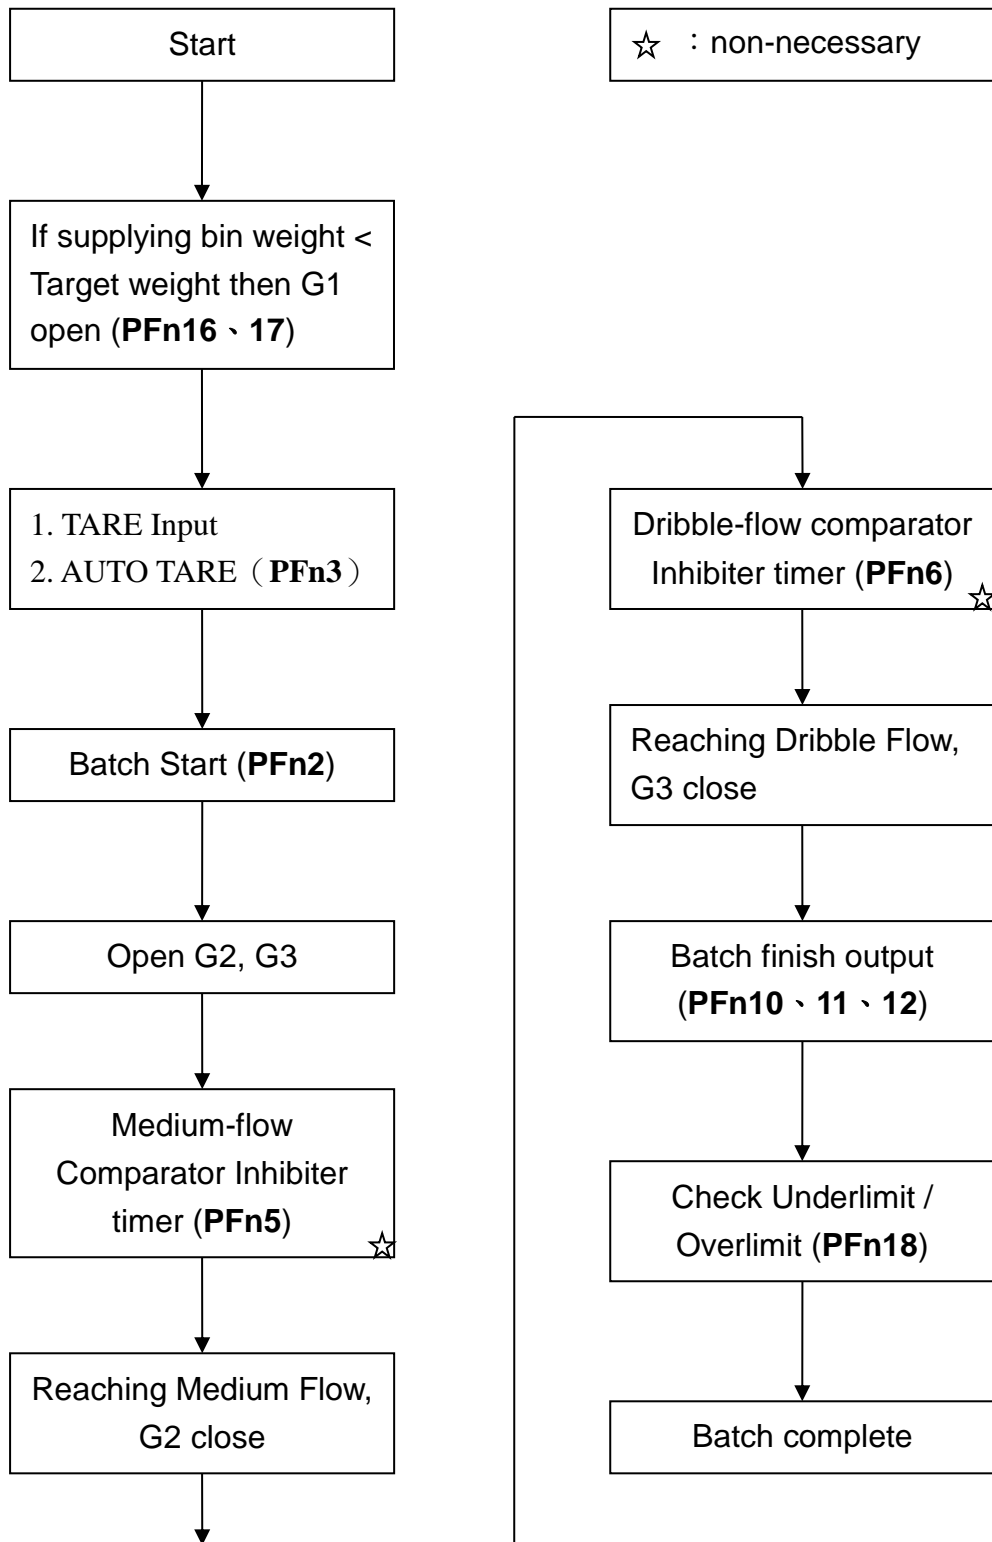 Start
If supplying bin weight <
Target weight then G1
open (PFn16、17)
1. TARE Input
2. AUTO TARE（PFn3）
Batch Start (PFn2)
Open G2, G3
Medium-flow
Comparator Inhibiter
timer (PFn5)
☆
Reaching Medium Flow,
G2 close
☆ ：non-necessary
Dribble-flow comparator
Inhibiter timer (PFn6)
☆
Reaching Dribble Flow,
G3 close
Batch finish output
(PFn10、11、12)
Check Underlimit /
Overlimit (PFn18)
Batch complete